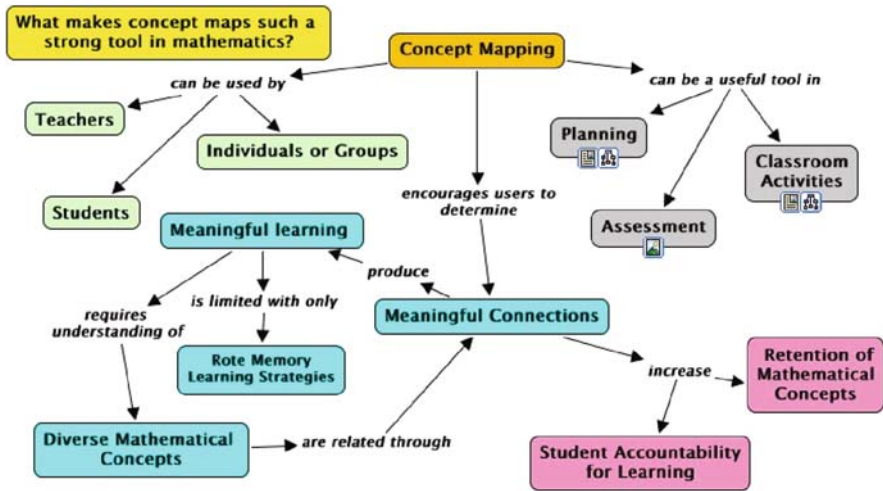 What makes concept maps such a
strong tool in mathematics?
Concept Mapping
can be used by
can be a useful tool in
Teachers
Individuals or Groups
Students
Planning
Classroom
Activities
Assessment
encourages users to
determine
Meaningful learning
produce
Meaningful Connections
requires
understanding of
is limited with only
Rote Memory
Learning Strategies
increase
Retention of
Mathematical
Concepts
Diverse Mathematical
Concepts
are related through
Student Accountability
for Learning